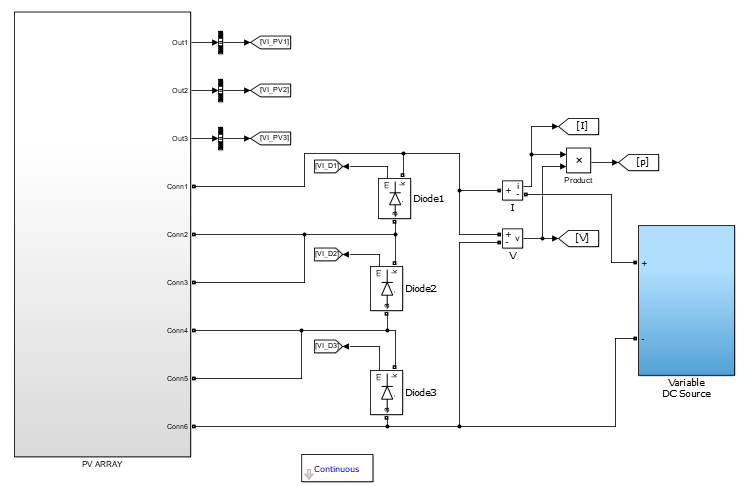 Out1
[VI_PV1]
Out2
[VI_PV2]
Out3
[VI_PV3]
[I]
×
Product
[p]
[VI_D1]
m
k
a
Diode1
Conn1
+
i
-
I
Conn2
+
-
v
V
[V]
[VI_D2]
m
k
a
Diode2
Conn3
+
-
Variable
DC Source
Conn4
[VI_D3]
m
k
a
Diode3
Conn5
Conn6
PV ARRAY
Continuous